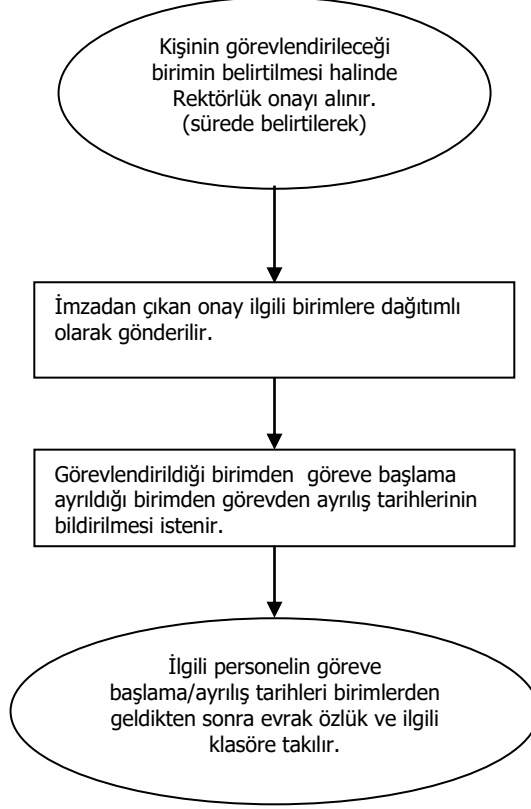 Kişinin görevlendirileceği
birimin belirtilmesi halinde
Rektörlük onayı alınır.
(sürede belirtilerek)
İmzadan çıkan onay ilgili birimlere dağıtımlı
olarak gönderilir.
Görevlendirildiği birimden göreve başlama
ayrıldığı birimden görevden ayrılış tarihlerinin
bildirilmesi istenir.
İlgili personelin göreve
başlama/ayrılış tarihleri birimlerden
geldikten sonra evrak özlük ve ilgili
klasöre takılır.